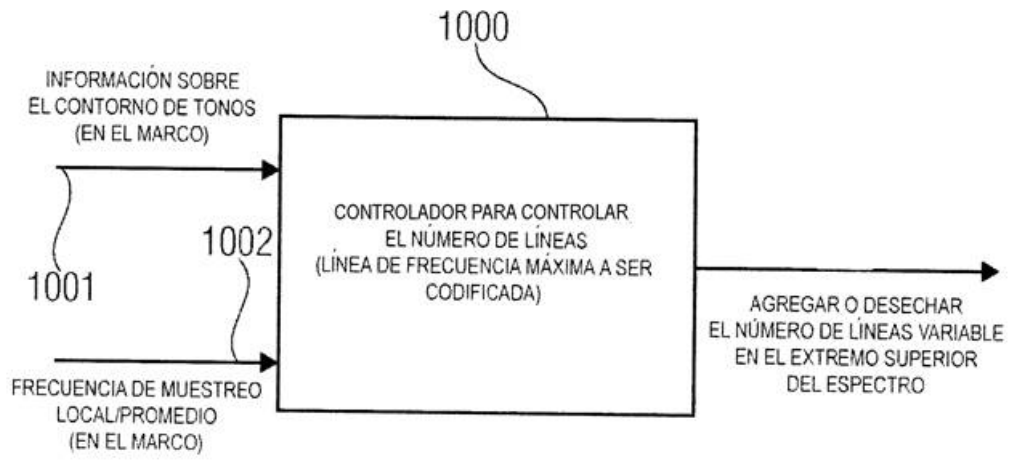 1000
INFORMACIÓN SOBRE
EL CONTORNO DE TONOS
(EN EL MARCO)
1001
1002
CONTROLADOR PARA CONTROLAR
EL NÚMERO DE LÍNEAS
(LÍNEA DE FRECUENCIA MÁXIMA A SER
CODIFICADA)
FRECUENCIA DE MUESTREO
LOCAL/PROMEDIO
(EN EL MARCO)
AGREGAR O DESECHAR
EL NÚMERO DE LÍNEAS VARIABLE
EN EL EXTREMO SUPERIOR
DEL ESPECTRO